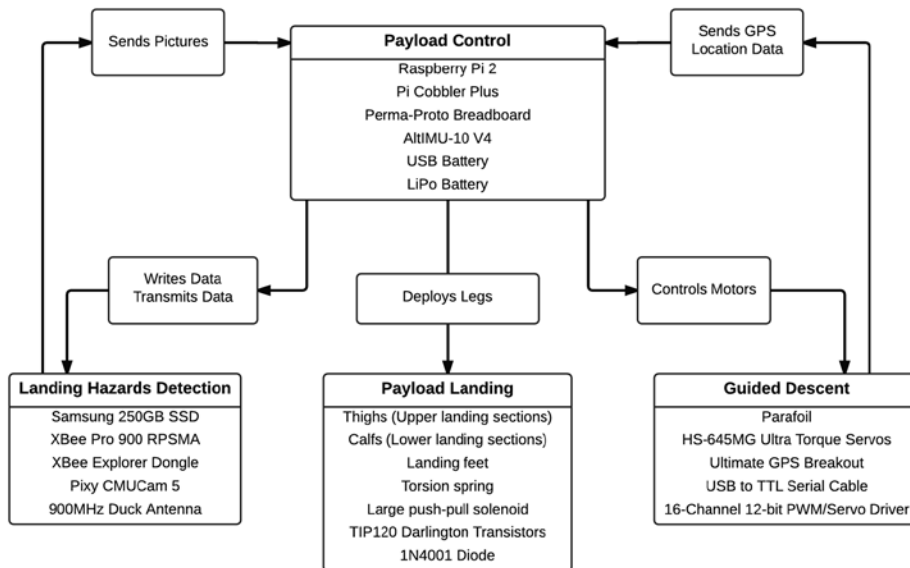 Sends Pictures
Payload Control
Raspberry Pi 2
Pi Cobbler Plus
Perma-Proto Breadboard
AltIMU-10 V4
USB Battery
LiPo Battery
Sends GPS
Location Data
Writes Data
Transmits Data
Deploys Legs
Controls Motors
Landing Hazards Detection
Samsung 250GB SSD
XBee Pro 900 RPSMA
XBee Explorer Dongle
Pixy CMUCam 5
900MHz Duck Antenna
Payload Landing
Thighs (Upper landing sections)
Calfs (Lower landing sections)
Landing feet
Torsion spring
Large push-pull solenoid
TIP120 Darlington Transistors
1N4001 Diode
Guided Descent
Parafoil
HS-645MG Ultra Torque Servos
Ultimate GPS Breakout
USB to TTL Serial Cable
16-Channel 12-bit PWM/Servo Driver